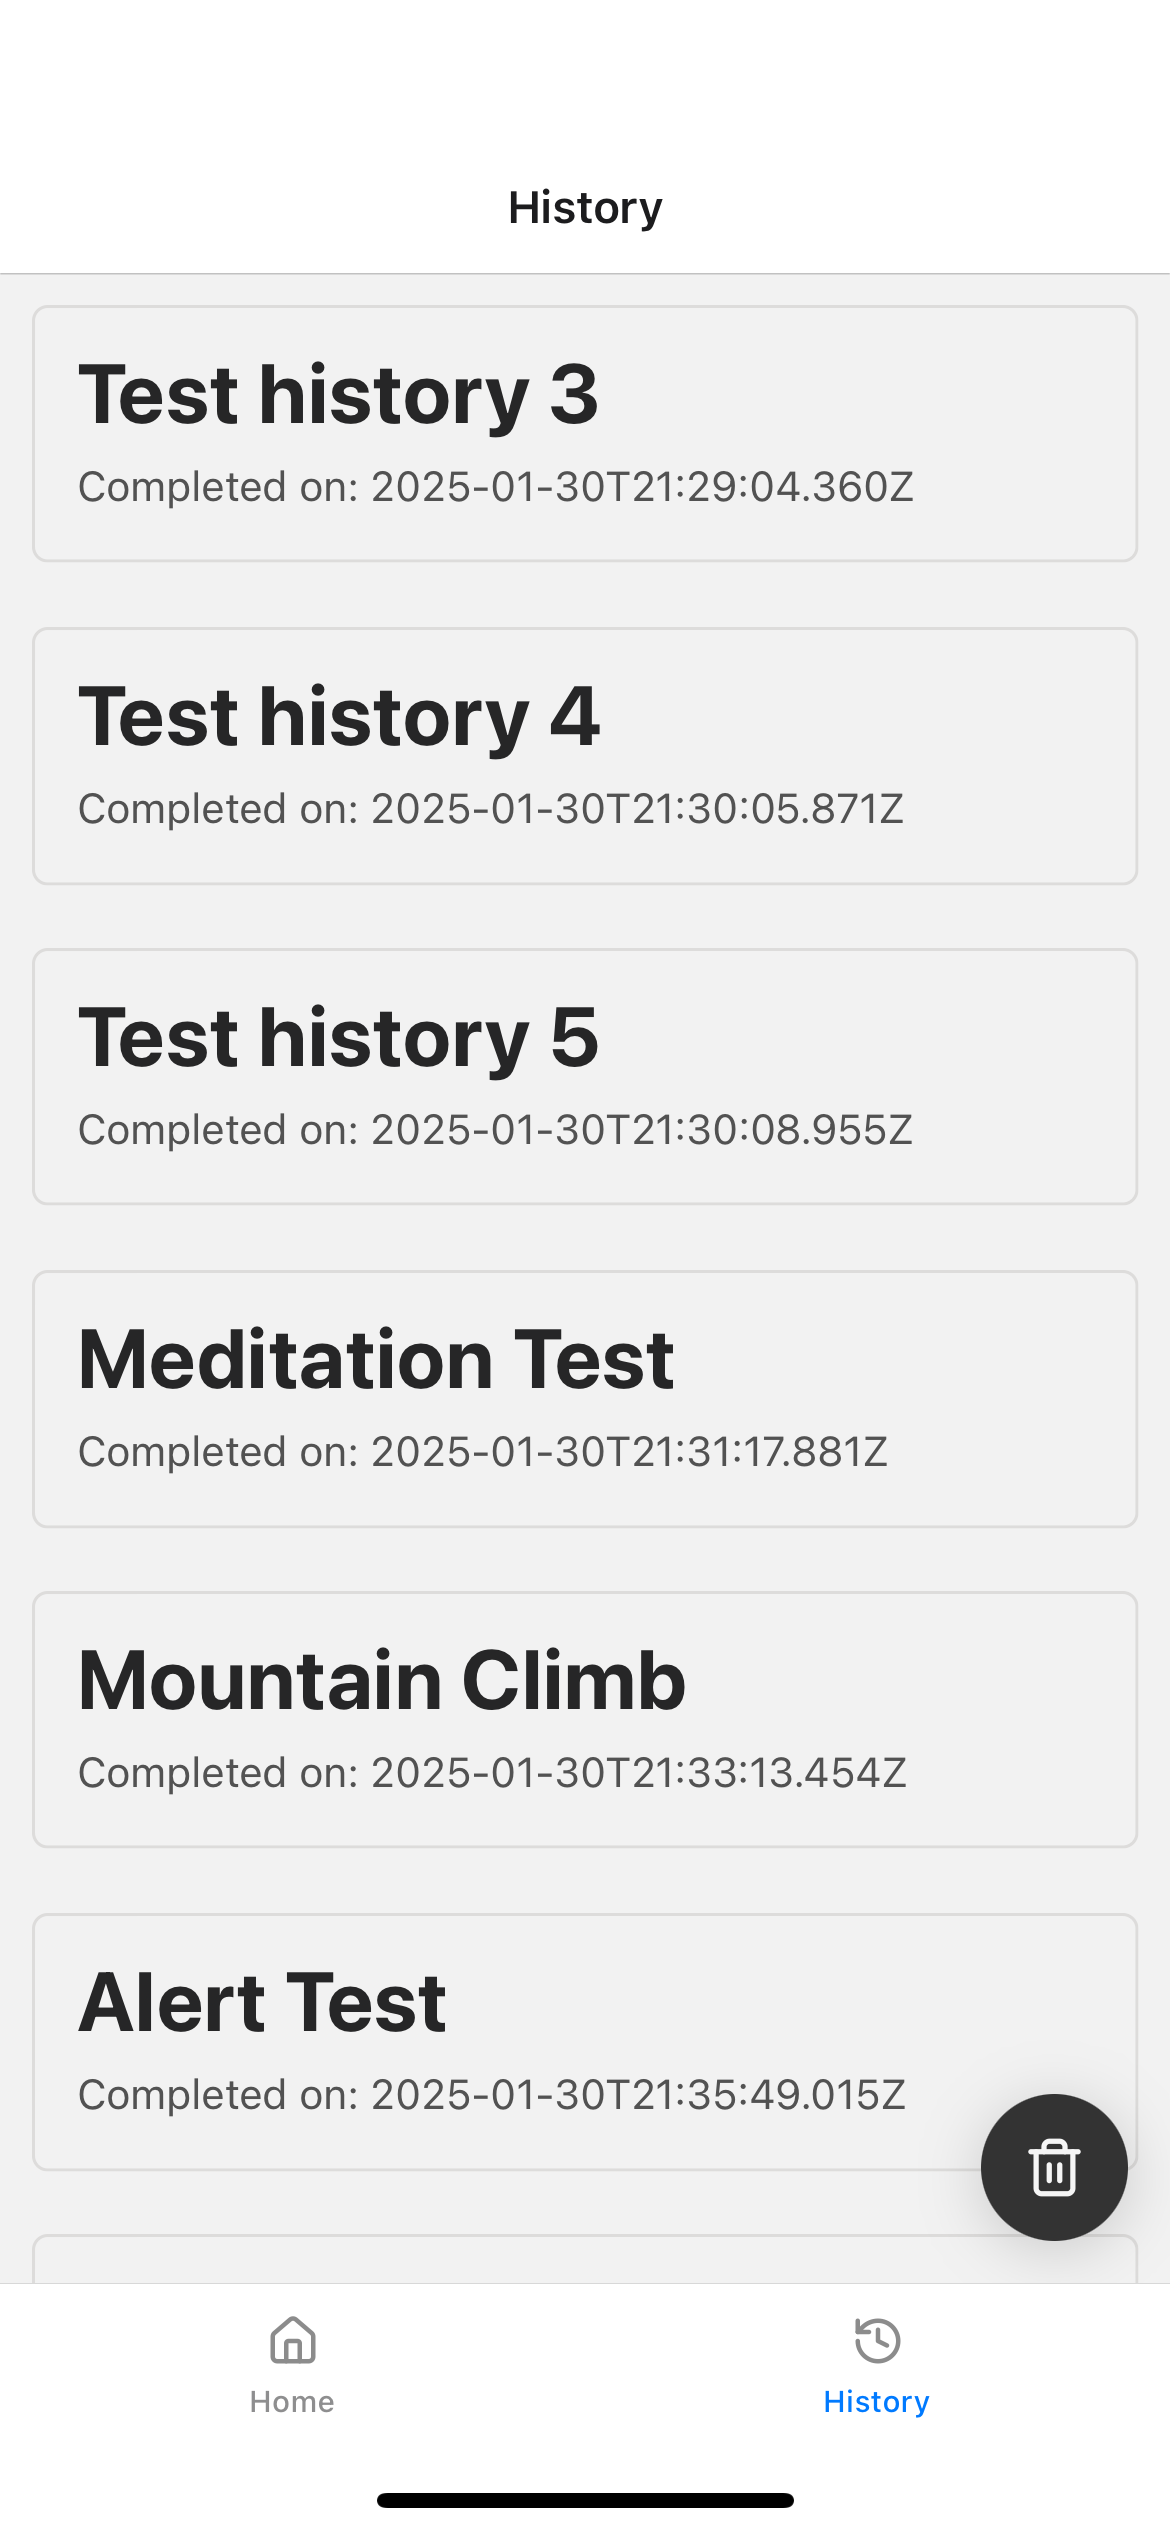 History
Test history 3
Completed on: 2025-01-30T21:29:04.360Z
Test history 4
Completed on: 2025-01-30T21:30:05.871Z
Test history 5
Completed on: 2025-01-30T21:30:08.955Z
Meditation Test
Completed on: 2025-01-30T21:31:17.881Z
Mountain Climb
Completed on: 2025-01-30T21:33:13.454Z
Alert Test
Completed on: 2025-01-30T21:35:49.015Z
Home
History